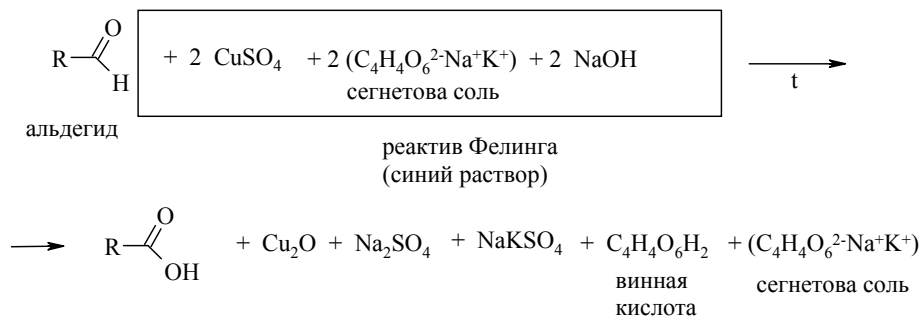 O
R
H
+ 2 CuSO₄ + 2 (C₄H₄O₆²⁻Na⁺K⁺) + 2 NaOH
сегнетова соль
t
альдегид
реактив Фелинга
(синий раствор)
O
R
OH
+ Cu₂O + Na₂SO₄ + NaKSO₄ + C₄H₄O₆H₂ + (C₄H₄O₆²⁻Na⁺K⁺)
винная
кислота
сегнетова соль